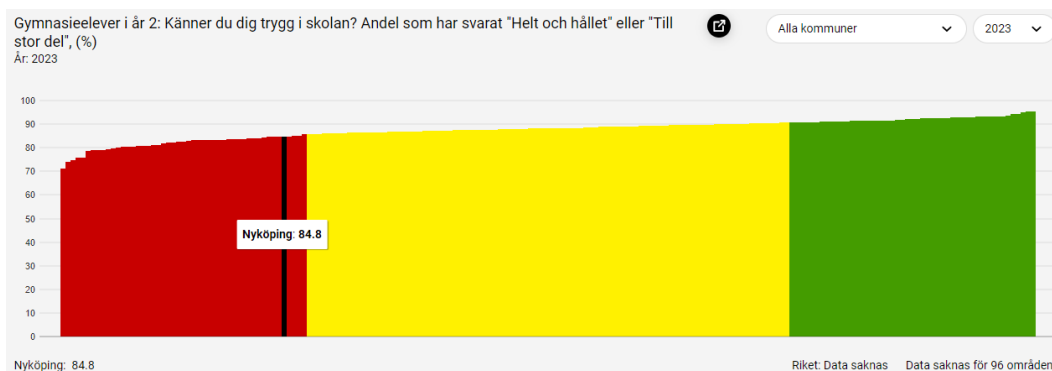 Gymnasieelever i år 2: Känner du dig trygg i skolan? Andel som har svarat "Helt och hållet" eller "Till
stor del", (%)
År: 2023
Alla kommuner
2023
100
90
80
70
60
50
40
30
20
10
0
Nyköping: 84.8
Nyköping: 84.8
Riket: Data saknas
Data saknas för 96 områden